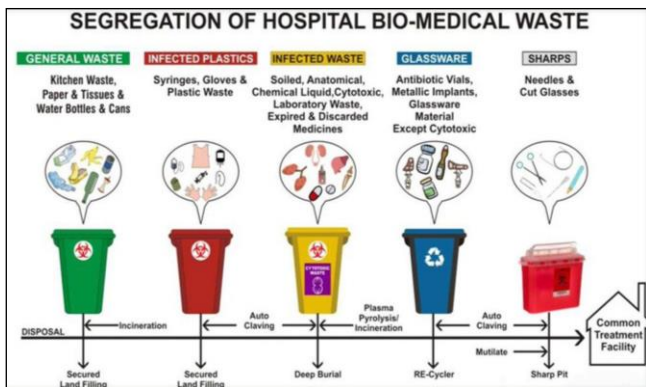 SEGREGATION OF HOSPITAL BIO-MEDICAL WASTE
GENERAL WASTE
Kitchen Waste,
Paper & Tissues &
Water Bottles & Cans
INFECTED PLASTICS
Syringes, Gloves &
Plastic Waste
INFECTED WASTE
Soiled, Anatomical,
Chemical Liquid,Cytotoxic,
Laboratory Waste,
Expired & Discarded
Medicines
GLASSWARE
Antibiotic Vials,
Metallic Implants,
Glassware
Material
Except Cytotoxic
SHARPS
Needles &
Cut Glasses
CYTOTOXIC
WASTE
DISPOSAL
Incineration
Auto
Claving
Plasma
Pyrolysis/
Incineration
Auto
Claving
Mutilate
Common
Treatment
Facility
Secured
Land Filling
Secured
Land Filling
Deep Burial
RE-Cycler
Sharp Pit